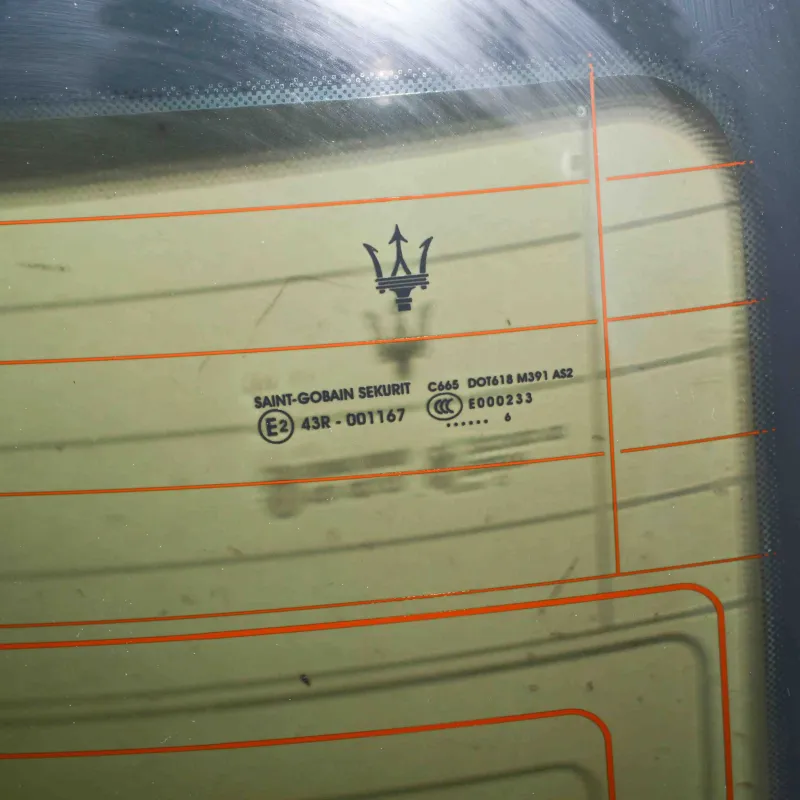 SAINT-GOBAIN SEKURIT
E2 43R - 001167
C665 DOT618 M391 AS2
CCC E000233
...... 6